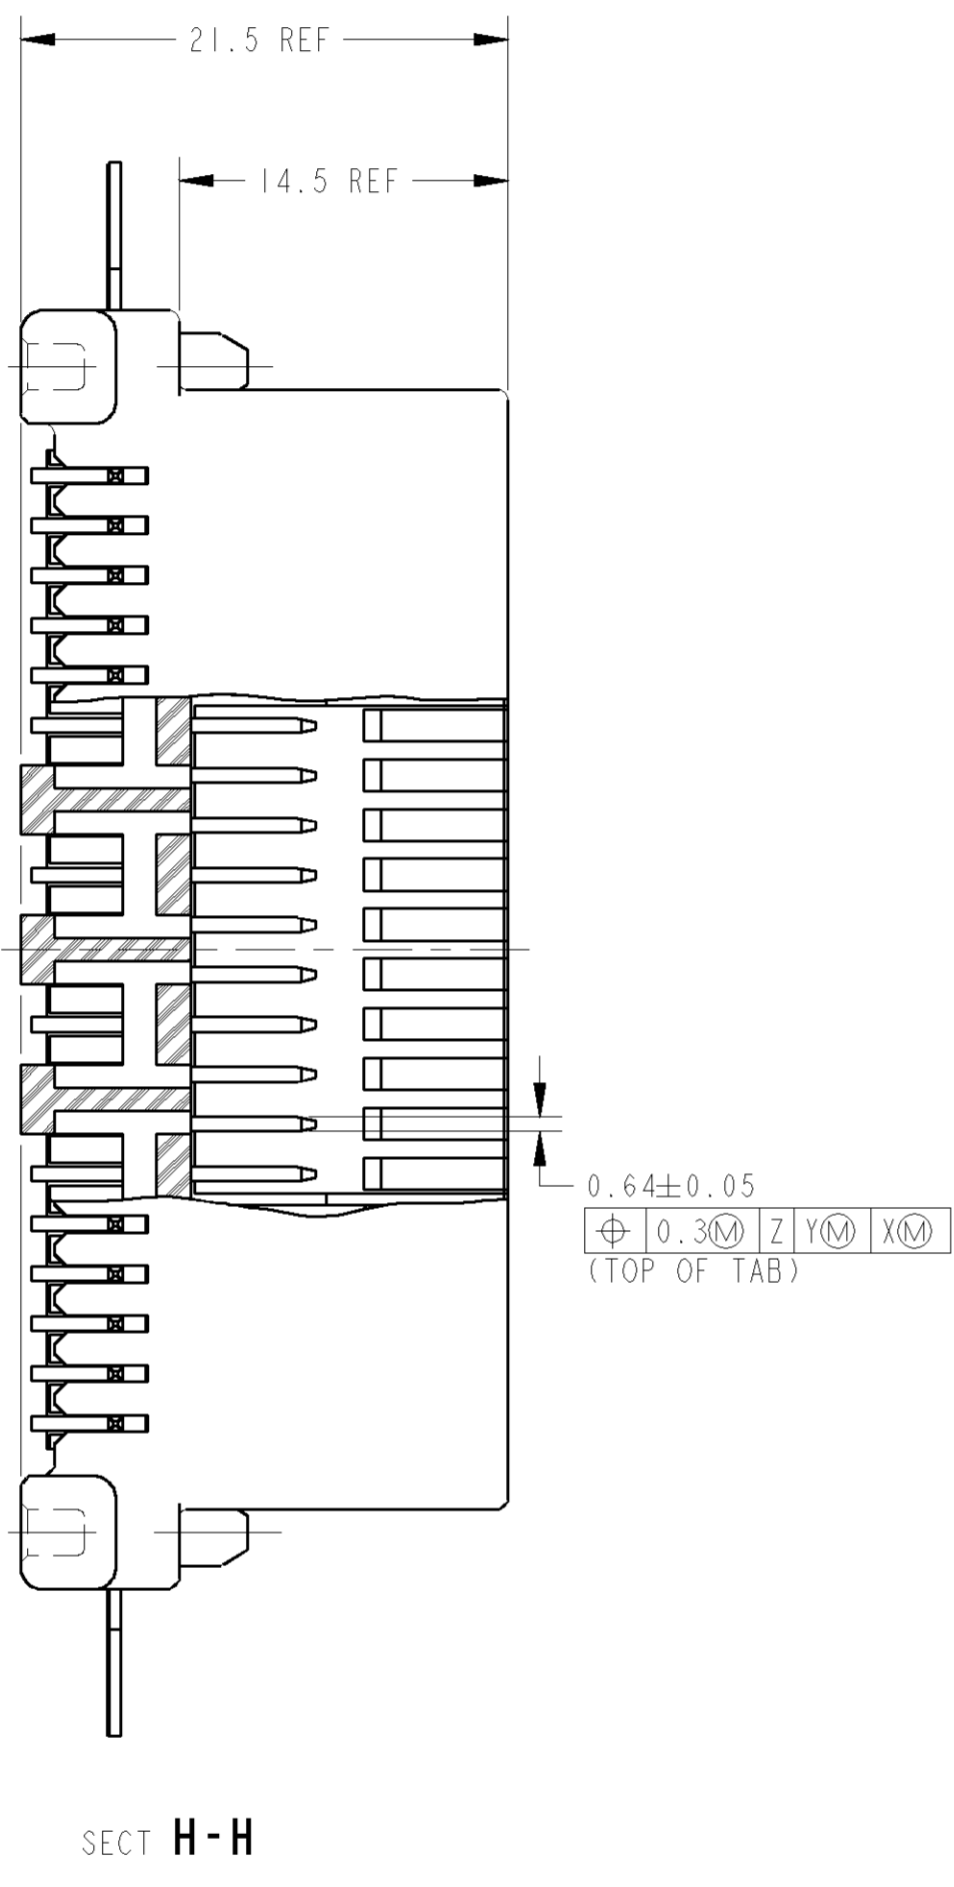 21.5 REF
14.5 REF
0.64±0.05
⌖ 0.3Ⓜ Z YⓂ XⓂ
(TOP OF TAB)
SECT H-H